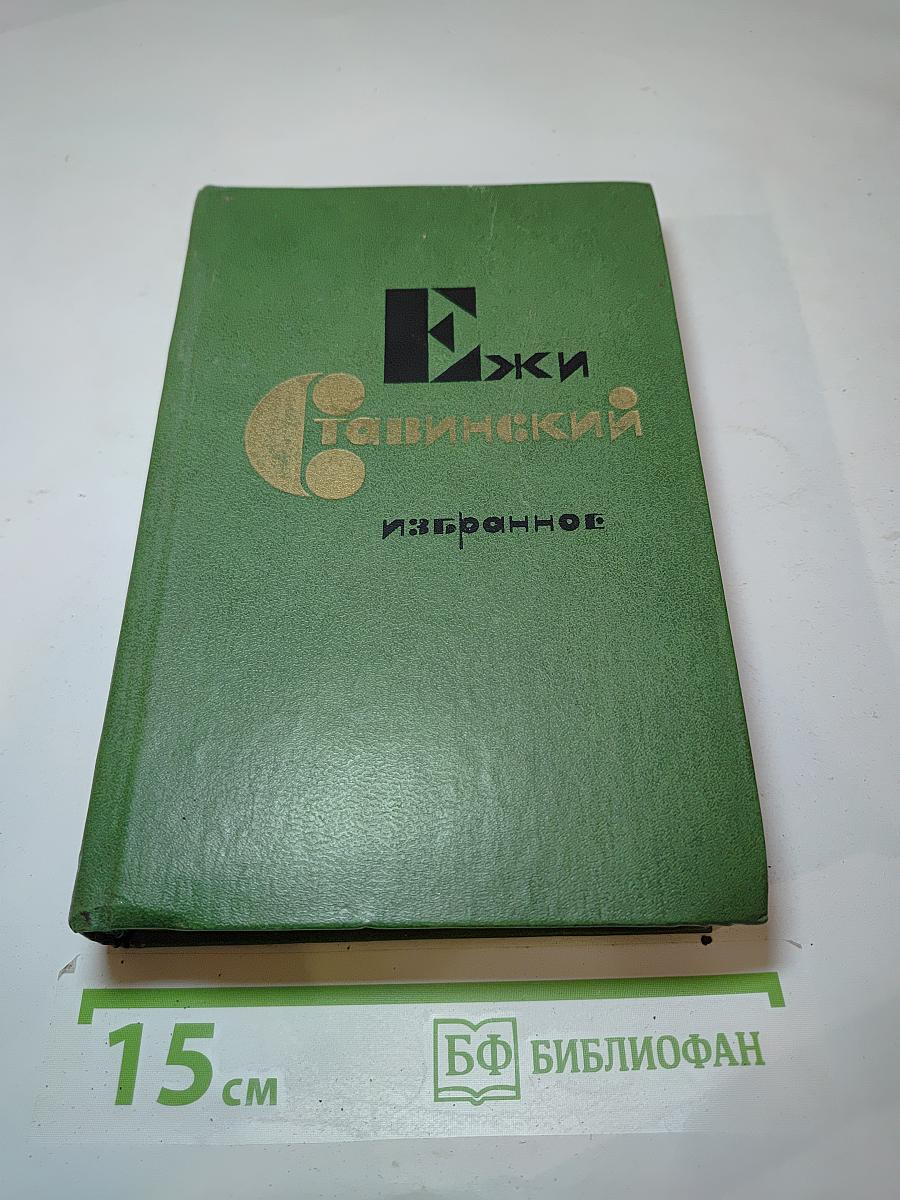 Ежи
Ставинский
избранное
15 см
БФ БИБЛИОФАН